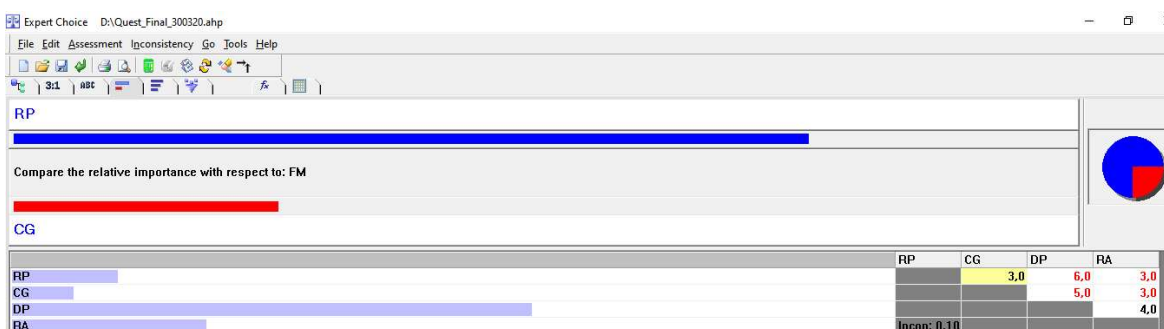 Expert Choice D:\Quest_Final_300320.ahp
File Edit Assessment Inconsistency Go Tools Help
3:1 ABC fx
RP
Compare the relative importance with respect to: FM
CG
RP CG DP RA
RP 3,0 6,0 3,0
CG 5,0 3,0
DP 4,0
RA Incon: 0,10